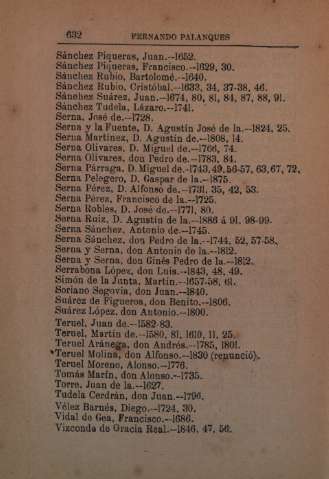 632 FERNANDO PALANQUES
Sánchez Piqueras, Juan.--1652.
Sánchez Piqueras, Francisco.--1629, 30.
Sánchez Rubio, Bartolomé.--1640.
Sánchez Rubio, Cristóbal.--1633, 34, 37-38, 46.
Sánchez Suárez, Juan.--1674, 80, 81, 84, 87, 88, 91.
Sánchez Tudela, Lázaro.--1741.
Serna, José de.--1728.
Serna y la Fuente, D. Agustín José de la.--1824, 25.
Serna Martínez, D. Agustín de.--1808, 14.
Serna Olivares, D. Miguel de.--1766, 74.
Serna Olivares, don Pedro de.--1783, 84.
Serna Párraga, D. Miguel de.-1743, 49, 56-57, 63, 67, 72,
Serna Pelegero, D. Gaspar de la.--1875.
Serna Pérez, D. Alfonso de.--1731, 35, 42, 53.
Serna Pérez, Francisco de la.--1725.
Serna Robles, D. José de.--1771, 80.
Serna Ruiz, D. Agustín de la.--1886 á 91, 98-99.
Serna Sánchez, Antonio de.--1745.
Serna Sánchez, don Pedro de la.--1744, 52, 57-58,
Serna y Serna, don Antonio de la.--1812.
Serna y Serna, don Ginés Pedro de la.--1812.
Serrabona López, don Luis.--1843, 48, 49.
Simón de la Junta, Martín.--1657-58, 61.
Soriano Segovia, don Juan.--1840.
Suárez de Figueros, don Benito.--1806.
Suárez López, don Antonio.--1800.
Teruel, Juan de.--1582-83.
Teruel, Martín de.--1580, 81, 1610, 11, 25.
Teruel Aránega, don Andrés.--1785, 1801.
Teruel Molina, don Alfonso.--1830 (renunció).
Teruel Moreno, Alonso.--1776.
Tomás Marín, don Alonso.--1735.
Torre, Juan de la.--1627.
Tudela Cerdrán, don Juan.--1796.
Vélez Barnés, Diego.--1724, 30.
Vidal de Gea, Francisco.--1686.
Vizconde de Gracia Real.--1846, 47, 56.